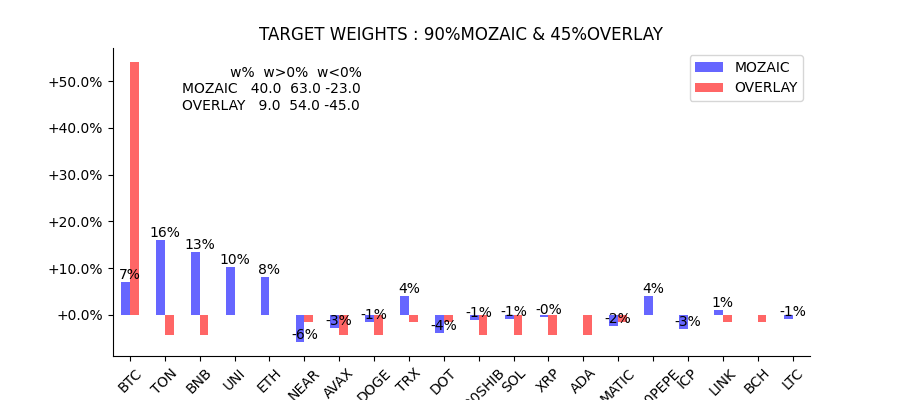 TARGET WEIGHTS : 90%MOZAIC & 45%OVERLAY
w% w>0% w<0%
MOZAIC 40.0 63.0 -23.0
OVERLAY 9.0 54.0 -45.0
MOZAIC
OVERLAY
+50.0%
+40.0%
+30.0%
+20.0%
+10.0%
+0.0%
7%
16%
13%
10%
8%
-6%
-3%
-1%
4%
-4%
-1%
-1%
-0%
-2%
4%
-3%
1%
-1%
BTC
TON
BNB
UNI
ETH
NEAR
AVAX
DOGE
TRX
DOT
0SHIB
SOL
XRP
ADA
MATIC
0PEPE
ICP
LINK
BCH
LTC